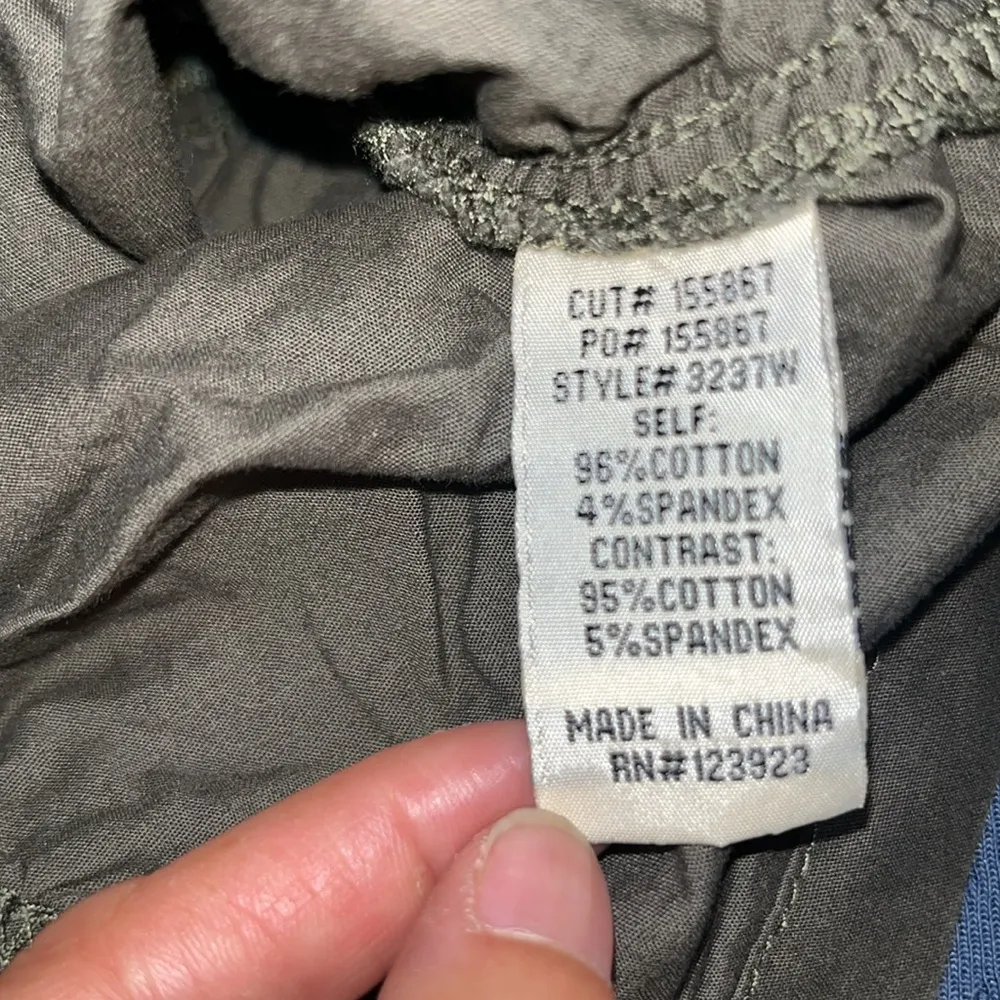 CUT# 155867
PO# 155867
STYLE# 3237W
SELF:
96%COTTON
4%SPANDEX
CONTRAST:
95%COTTON
5%SPANDEX
MADE IN CHINA
RN#123923